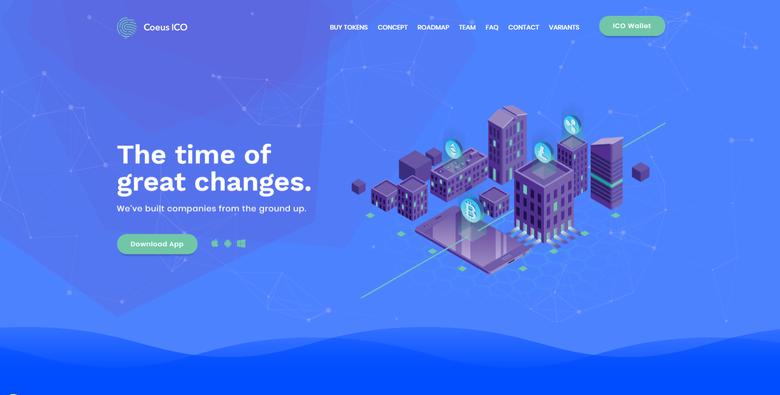 Coeus ICO
BUY TOKENS CONCEPT ROADMAP TEAM FAQ CONTACT VARIANTS
ICO Wallet
The time of
great changes.
We've built companies from the ground up.
Download App